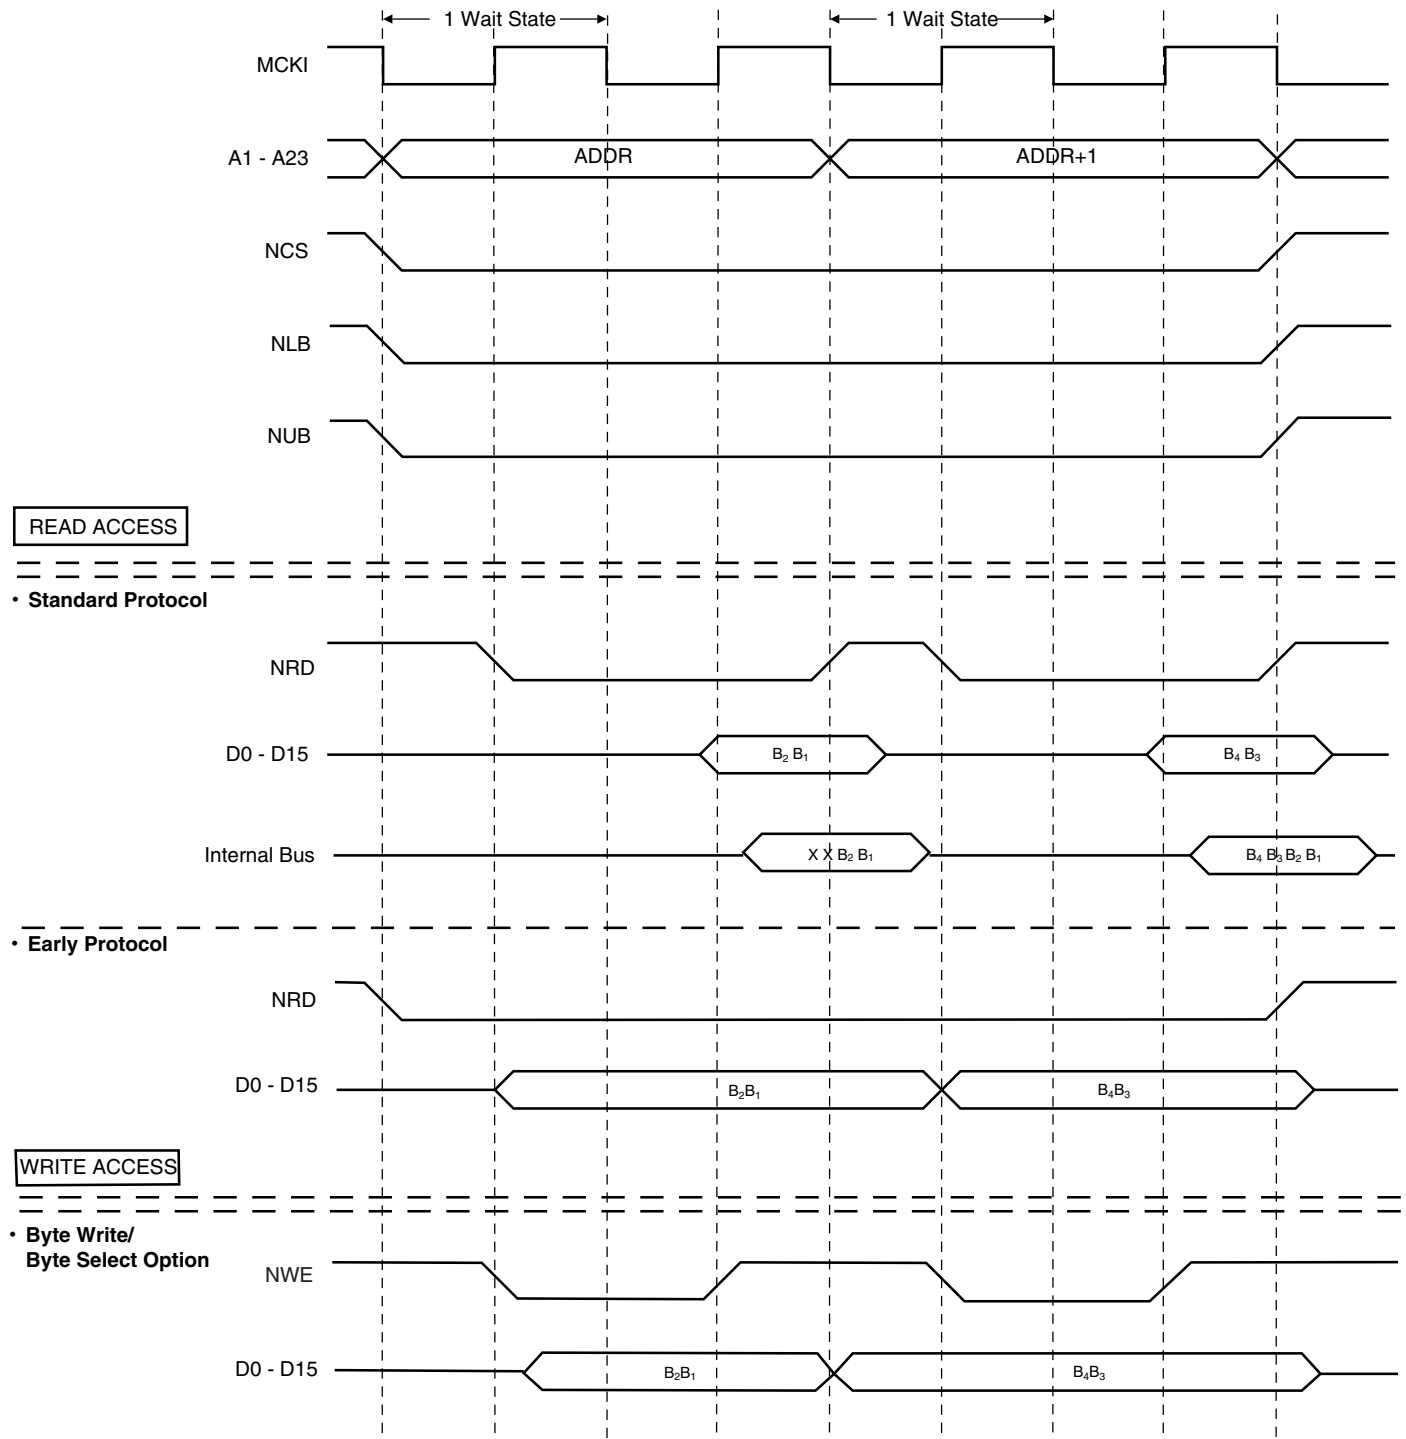 1 Wait State 1 Wait State
MCKI
A1 - A23 ADDR ADDR+1
NCS
NLB
NUB
READ ACCESS
• Standard Protocol
NRD
D0 - D15 B₂ B₁ B₄ B₃
Internal Bus X X B₂ B₁ B₄ B₃ B₂ B₁
• Early Protocol
NRD
D0 - D15 B₂B₁ B₄B₃
WRITE ACCESS
• Byte Write/
Byte Select Option
NWE
D0 - D15 B₂B₁ B₄B₃